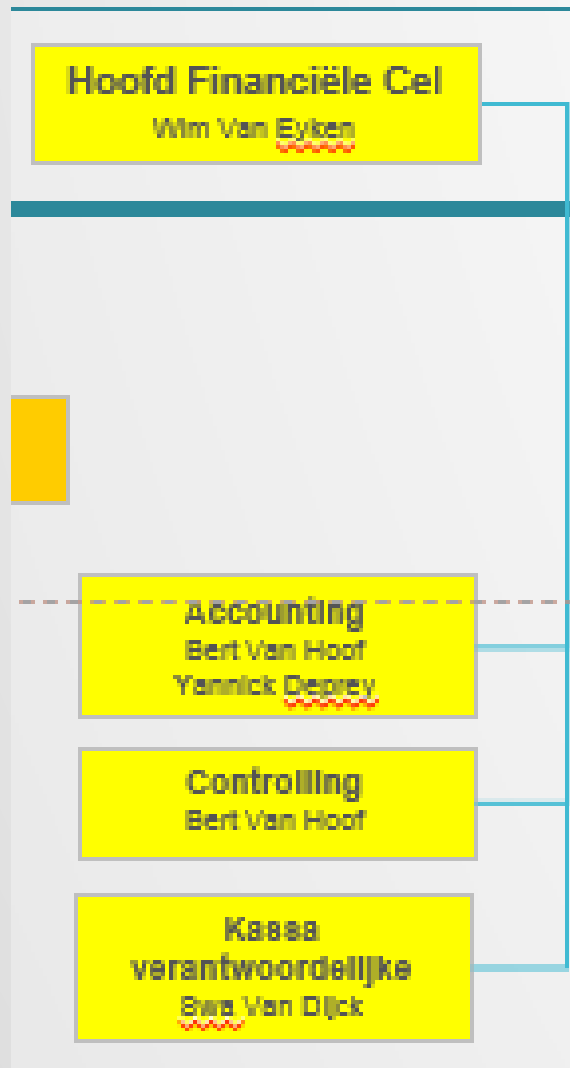 Hoofd Financiële Cel
Wim Van Eyken
Accounting
Bert Van Hoof
Yannick Deprey
Controlling
Bert Van Hoof
Kassa
verantwoordelijke
Swa Van Dijck